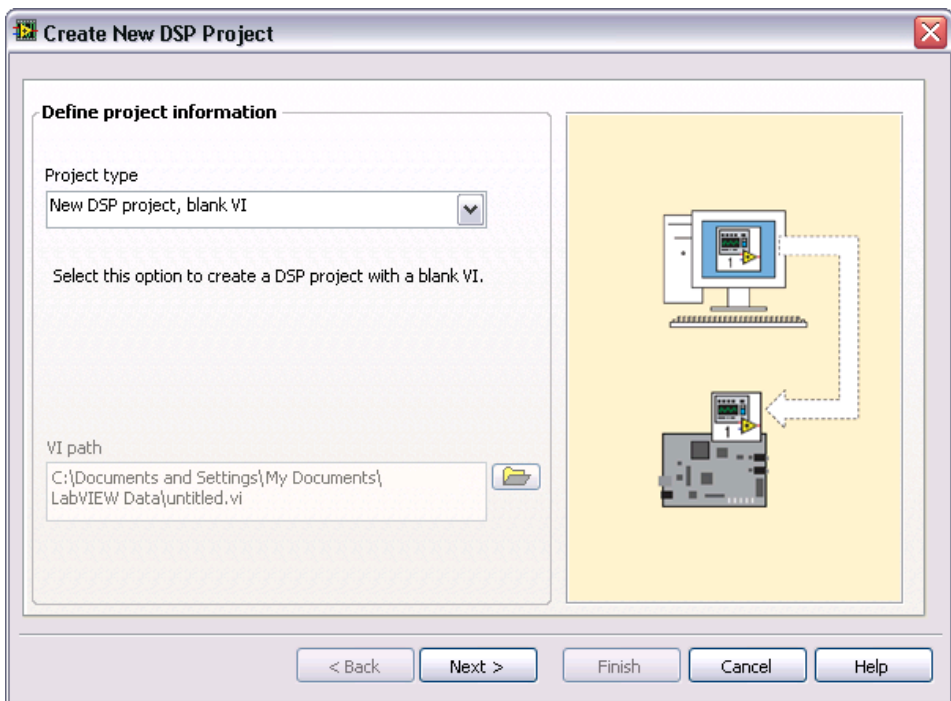 Create New DSP Project
Define project information
Project type
New DSP project, blank VI
Select this option to create a DSP project with a blank VI.
VI path
C:\Documents and Settings\My Documents\
LabVIEW Data\untitled.vi
1
1
< Back Next > Finish Cancel Help